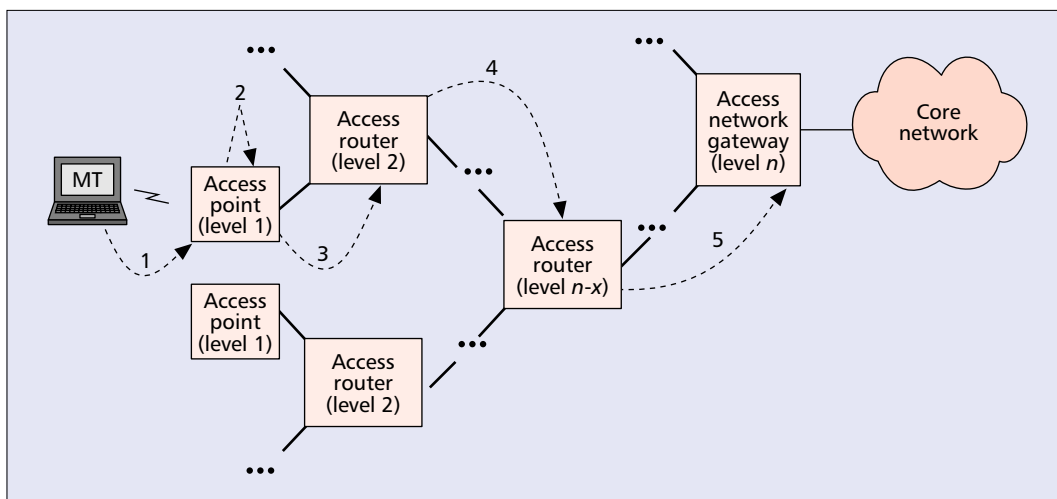 MT
1
2
Access
point
(level 1)
3
Access
router
(level 2)
4
Access
router
(level n-x)
5
Access
network
gateway
(level n)
Core
network
Access
point
(level 1)
Access
router
(level 2)